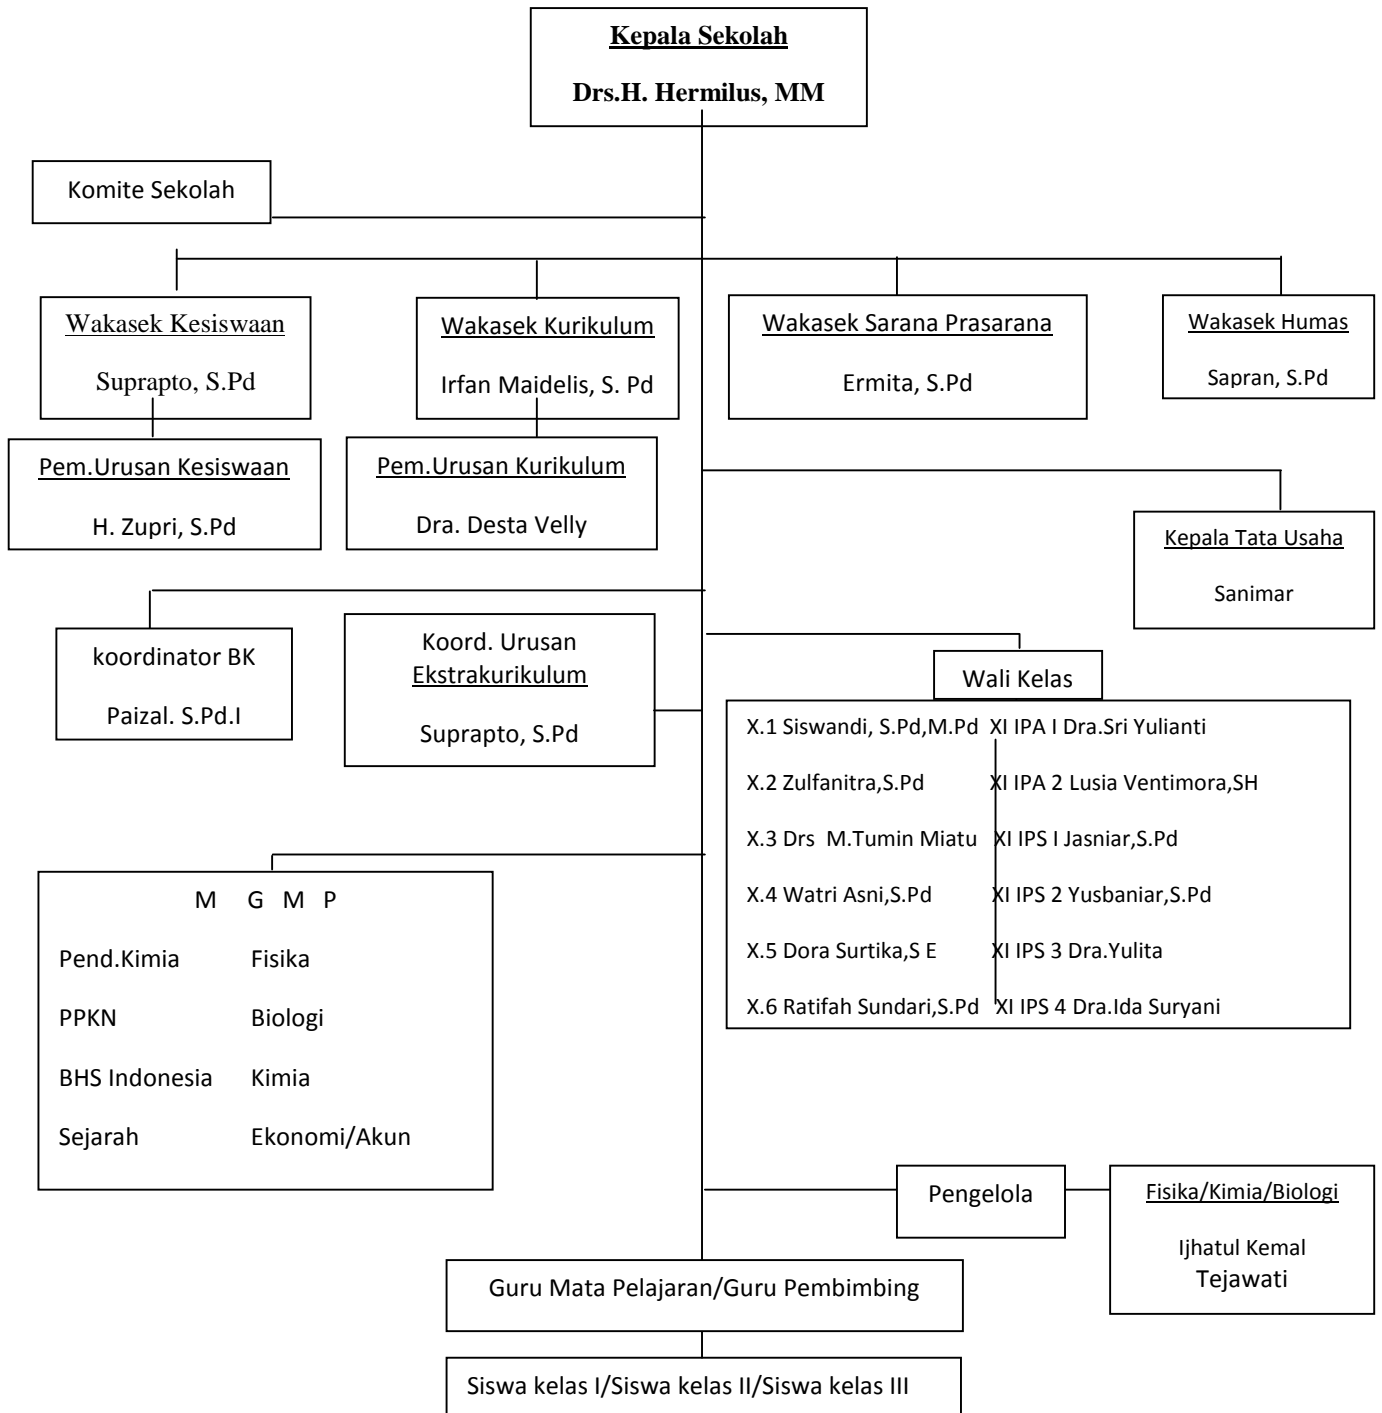 Kepala Sekolah
Drs.H. Hermilus, MM
Komite Sekolah
Wakasek Kesiswaan
Suprapto, S.Pd
Wakasek Kurikulum
Irfan Maidelis, S. Pd
Wakasek Sarana Prasarana
Ermita, S.Pd
Wakasek Humas
Sapran, S.Pd
Pem.Urusan Kesiswaan
H. Zupri, S.Pd
Pem.Urusan Kurikulum
Dra. Desta Velly
Kepala Tata Usaha
Sanimar
koordinator BK
Paizal. S.Pd.I
Koord. Urusan
Ekstrakurikulum
Suprapto, S.Pd
Wali Kelas
X.1 Siswandi, S.Pd,M.Pd XI IPA I Dra.Sri Yulianti
X.2 Zulfanitra,S.Pd XI IPA 2 Lusia Ventimora,SH
X.3 Drs M.Tumin Miatu XI IPS I Jasniar,S.Pd
X.4 Watri Asni,S.Pd XI IPS 2 Yusbaniar,S.Pd
X.5 Dora Surtika,S E XI IPS 3 Dra.Yulita
X.6 Ratifah Sundari,S.Pd XI IPS 4 Dra.Ida Suryani
M G M P
Pend.Kimia Fisika
PPKN Biologi
BHS Indonesia Kimia
Sejarah Ekonomi/Akun
Pengelola
Fisika/Kimia/Biologi
Ijhatul Kemal
Tejawati
Guru Mata Pelajaran/Guru Pembimbing
Siswa kelas I/Siswa kelas II/Siswa kelas III